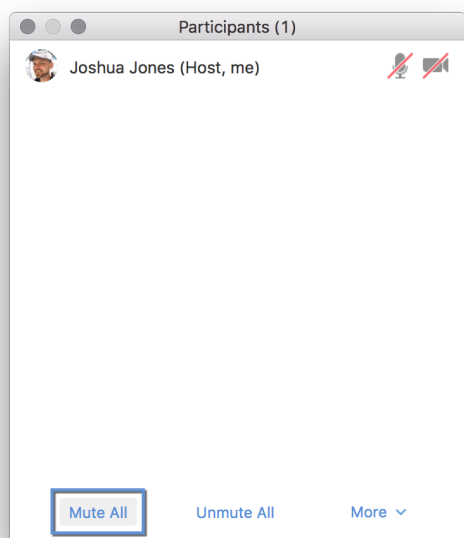 Participants (1)
Joshua Jones (Host, me)
Mute All Unmute All More